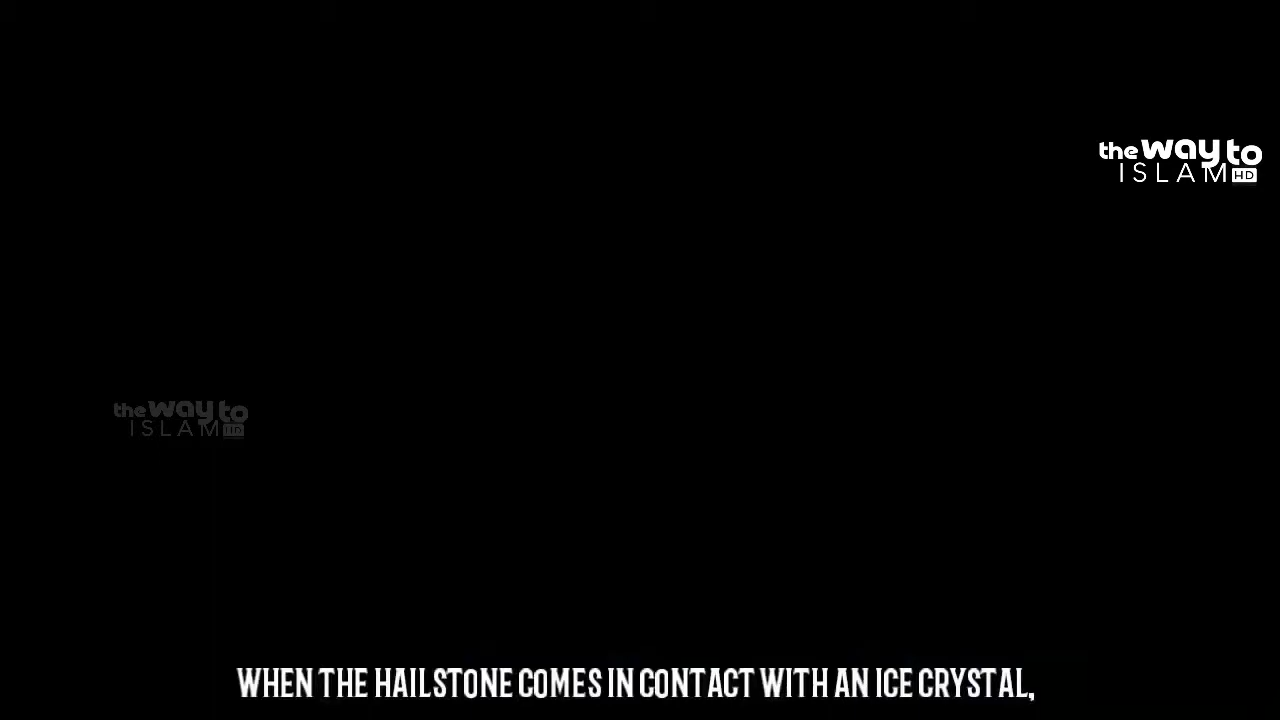 the way to
ISLAM HD
the way to
ISLAM HD
WHEN THE HAILSTONE COMES IN CONTACT WITH AN ICE CRYSTAL,